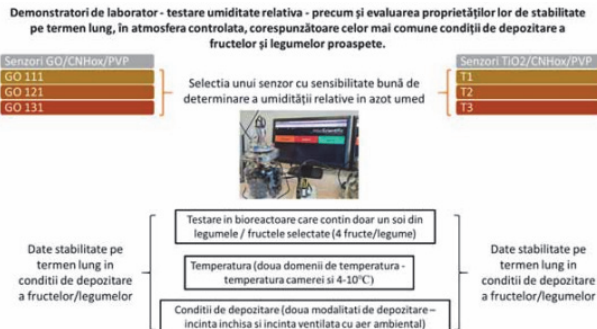 Demonstratori de laborator - testare umiditate relativa - precum și evaluarea proprietăților lor de stabilitate
pe termen lung, în atmosfera controlata, corespunzătoare celor mai comune condiții de depozitare a
fructelor și legumelor proaspete.
Senzori GO/CNHox/PVP
GO 111
GO 121
GO 131
Selectia unui senzor cu sensibilitate bună de
determinare a umidității relative in azot umed
Senzori TiO2/CNHox/PVP
T1
T2
T3
Testare in bioreactoare care contin doar un soi din
legumele / fructele selectate (4 fructe/legume)
Date stabilitate pe
termen lung in
conditii de depozitare
a fructelor/legumelor
Temperatura (doua domenii de temperatura -
temperatura camerei si 4-10°C)
Date stabilitate pe
termen lung in
conditii de depozitare
a fructelor/legumelor
Conditii de depozitare (doua modalitati de depozitare –
incinta inchisa si incinta ventilata cu aer ambiental)